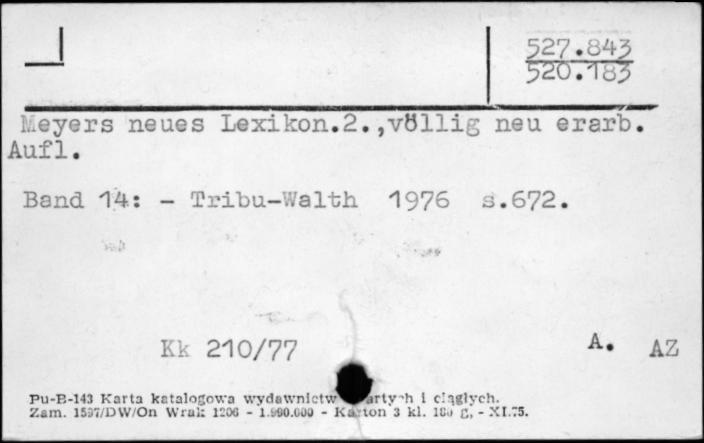 527.843
520.183
Meyers neues Lexikon.2.,völlig neu erarb.
Aufl.
Band 14: - Tribu-Walth 1976 s.672.
Kk 210/77
A. AZ
Pu-B-143 Karta katalogowa wydawnictw i ciągłych.
Zam. 1597/DW/On Wrak 1206 - 1.990.000 - Karton 3 kl. 180 g, - XI.75.